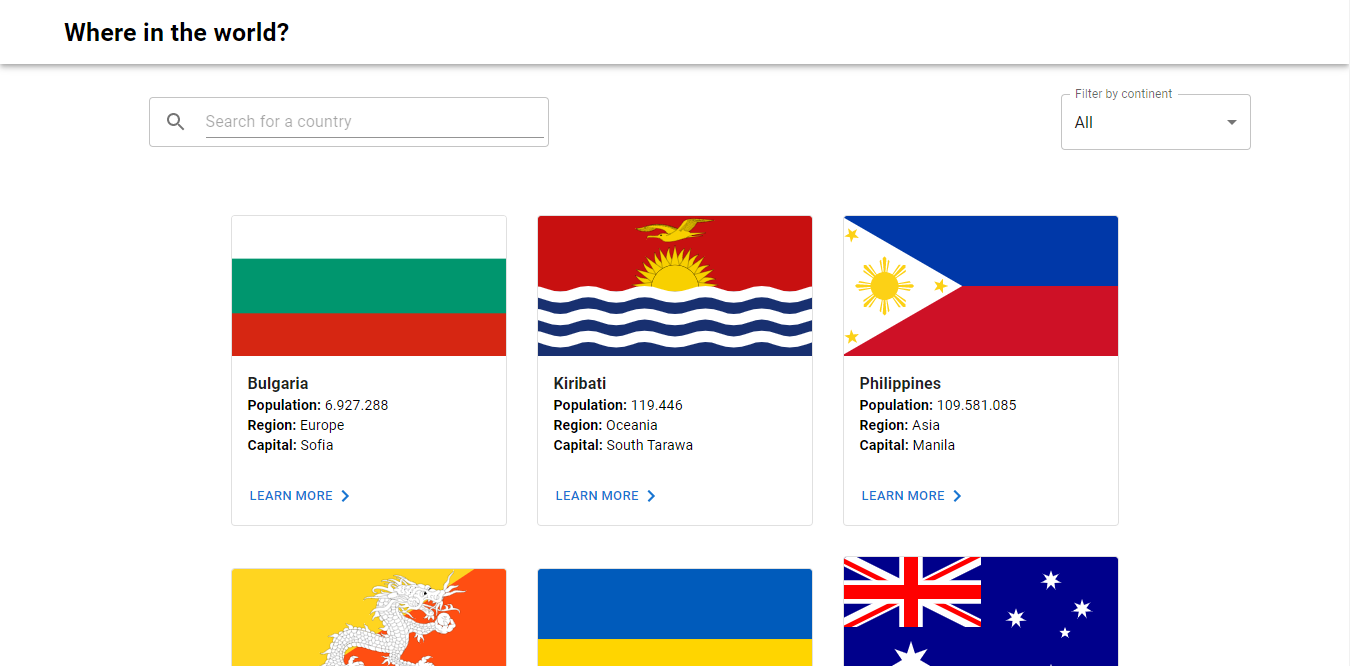 Where in the world?
Search for a country
Filter by continent
All
Bulgaria
Population: 6.927.288
Region: Europe
Capital: Sofia
LEARN MORE
Kiribati
Population: 119.446
Region: Oceania
Capital: South Tarawa
LEARN MORE
Philippines
Population: 109.581.085
Region: Asia
Capital: Manila
LEARN MORE